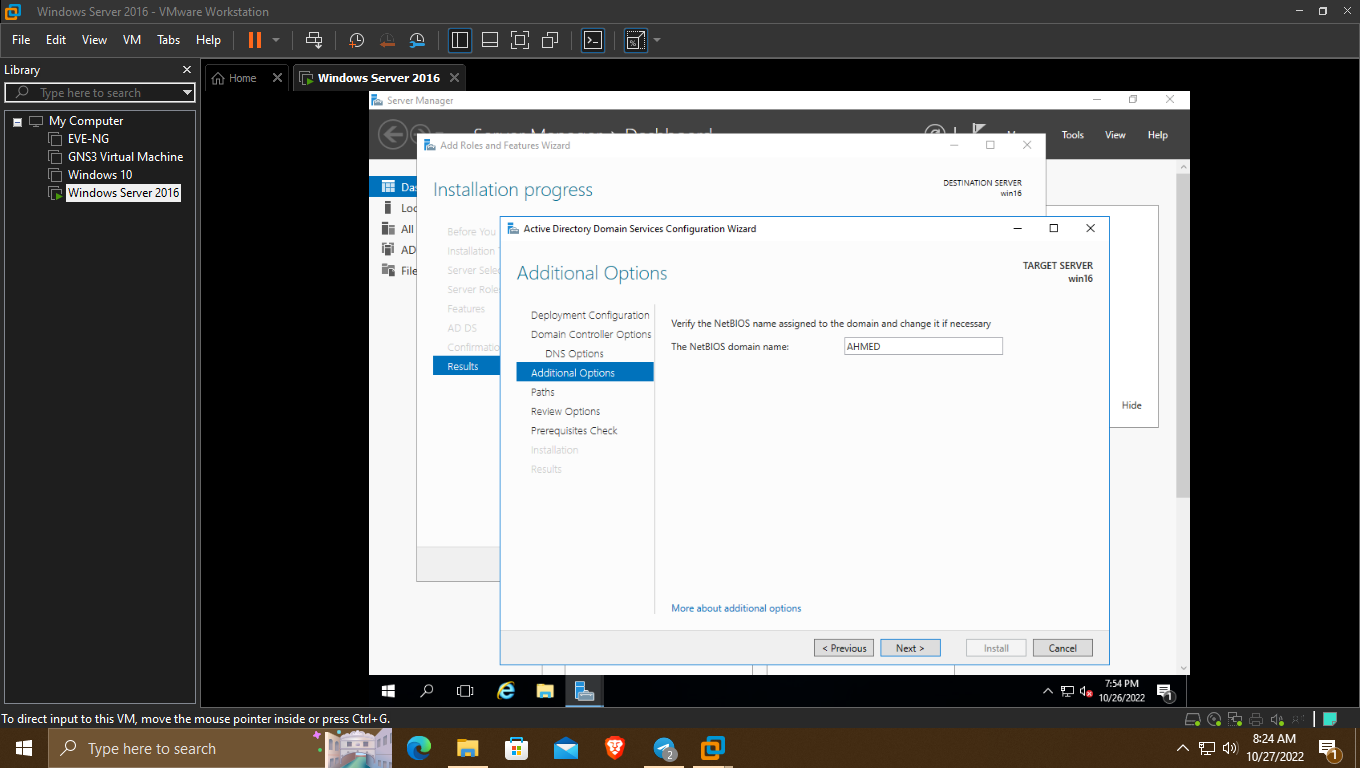 Windows Server 2016 - VMware Workstation
File Edit View VM Tabs Help
Library
Type here to search
My Computer
EVE-NG
GNS3 Virtual Machine
Windows 10
Windows Server 2016
Home
Windows Server 2016
Server Manager
Tools View Help
Add Roles and Features Wizard
Installation progress
DESTINATION SERVER
win16
Before You
Installation
Server Sele
Server Role
Features
AD DS
Confirmatio
Results
Das
Loc
All
AD
File
Hide
Active Directory Domain Services Configuration Wizard
Additional Options
TARGET SERVER
win16
Deployment Configuration
Domain Controller Options
DNS Options
Additional Options
Paths
Review Options
Prerequisites Check
Installation
Results
Verify the NetBIOS name assigned to the domain and change it if necessary
The NetBIOS domain name: AHMED
More about additional options
< Previous Next > Install Cancel
7:54 PM
10/26/2022
1
To direct input to this VM, move the mouse pointer inside or press Ctrl+G.
Type here to search
2
8:24 AM
10/27/2022
1